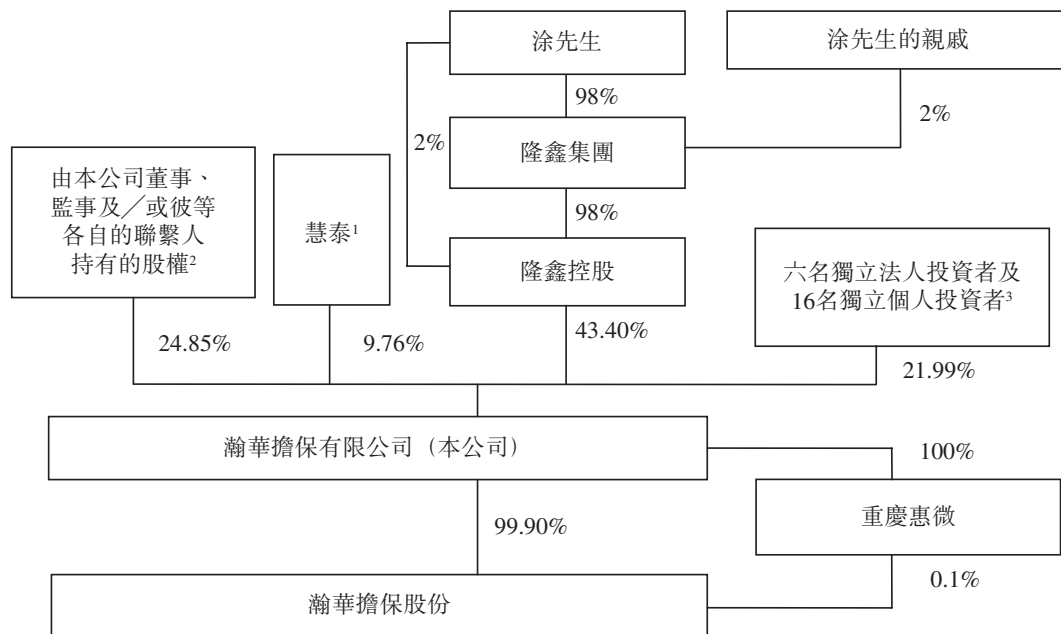 涂先生
涂先生的親戚
98%
2%
2%
隆鑫集團
由本公司董事、
監事及╱或彼等
各自的聯繫人
持有的股權²
慧泰¹
98%
隆鑫控股
六名獨立法人投資者及
16名獨立個人投資者³
24.85%
9.76%
43.40%
21.99%
瀚華擔保有限公司（本公司）
100%
99.90%
重慶惠微
0.1%
瀚華擔保股份